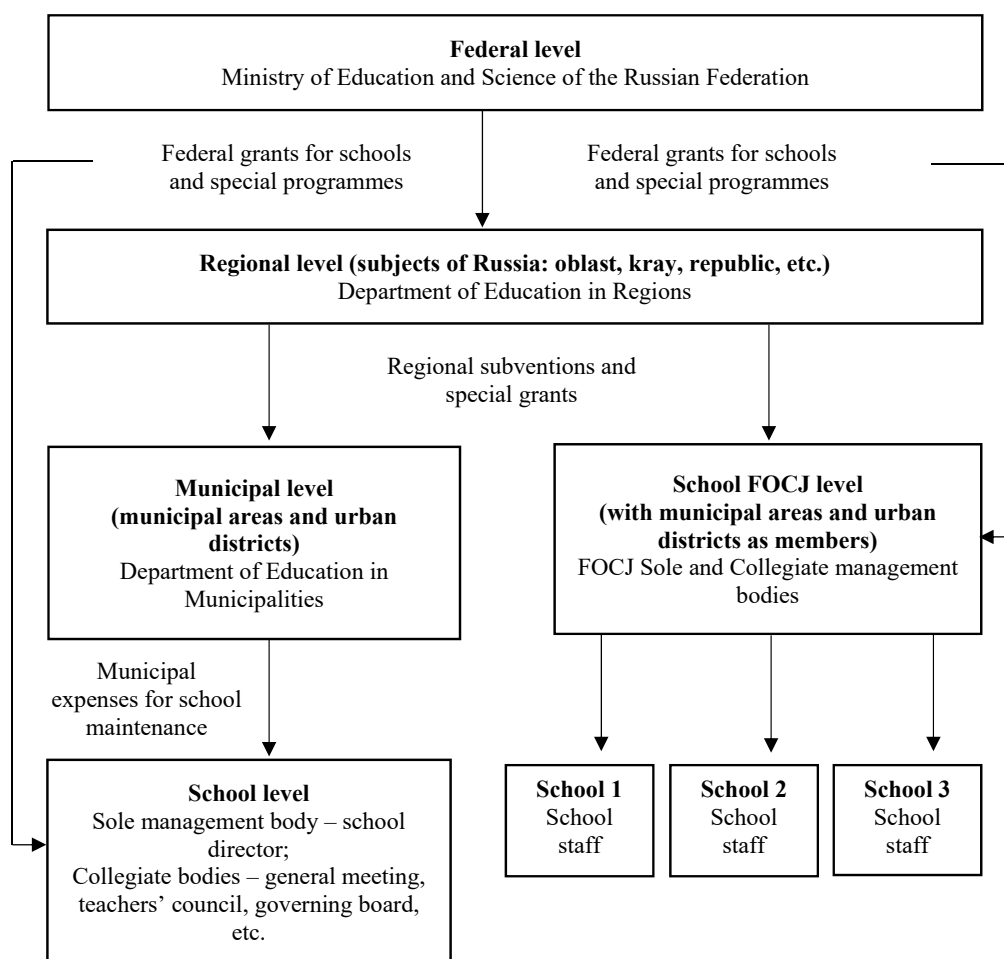 Federal level
Ministry of Education and Science of the Russian Federation
Federal grants for schools
and special programmes
Federal grants for schools
and special programmes
Regional level (subjects of Russia: oblast, kray, republic, etc.)
Department of Education in Regions
Regional subventions and
special grants
Municipal level
(municipal areas and urban
districts)
Department of Education in
Municipalities
School FOCJ level
(with municipal areas and urban
districts as members)
FOCJ Sole and Collegiate management
bodies
Municipal
expenses for school
maintenance
School level
Sole management body – school
director;
Collegiate bodies – general meeting,
teachers’ council, governing board,
etc.
School 1
School
staff
School 2
School
staff
School 3
School
staff